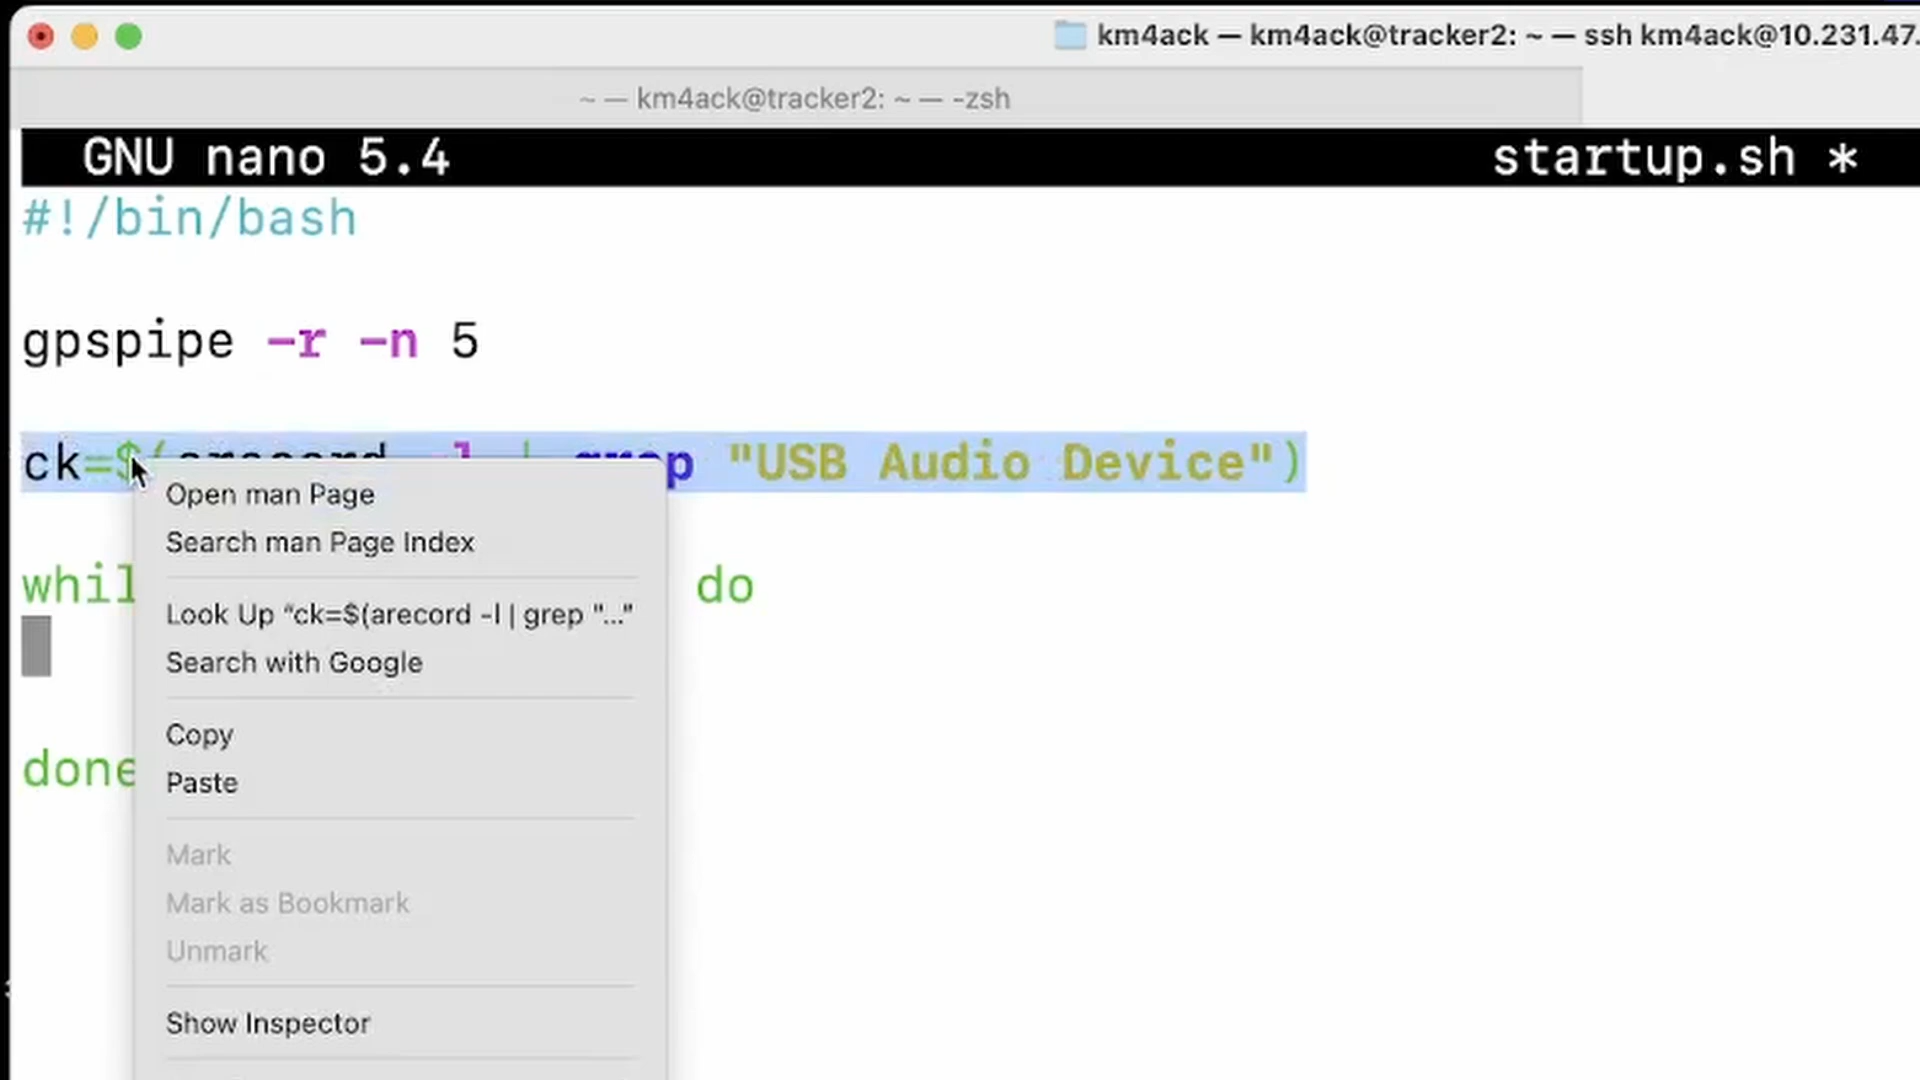 km4ack — km4ack@tracker2: ~ — ssh km4ack@10.231.47.
~ — km4ack@tracker2: ~ — -zsh
GNU nano 5.4 startup.sh *
#!/bin/bash
gpspipe -r -n 5
ck=$(arecord -l | grep "USB Audio Device")
Open man Page
Search man Page Index
whil do
Look Up “ck=$(arecord -l | grep "...”
Search with Google
Copy
done
Paste
Mark
Mark as Bookmark
Unmark
Show Inspector